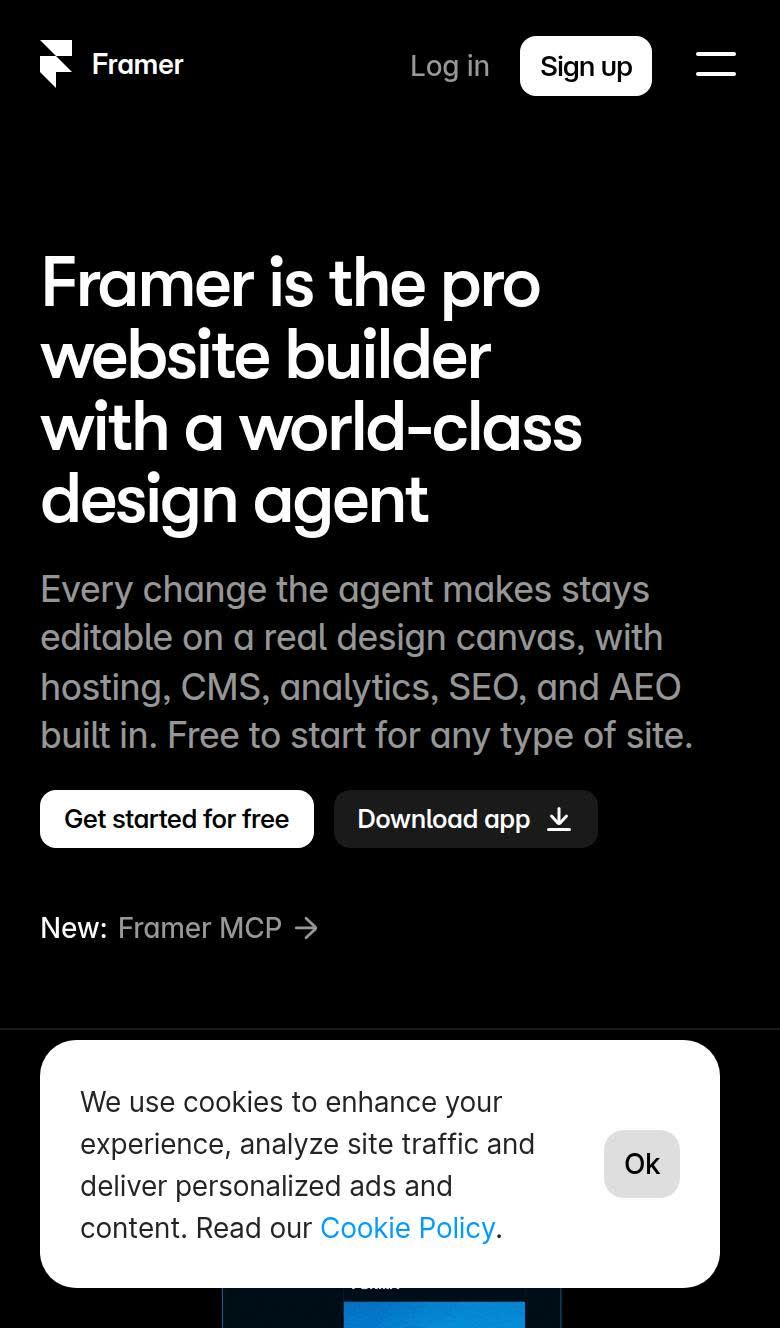 Framer
Log in
Sign up
Framer is the pro
website builder
with a world-class
design agent
Every change the agent makes stays
editable on a real design canvas, with
hosting, CMS, analytics, SEO, and AEO
built in. Free to start for any type of site.
Get started for free
Download app
New: Framer MCP
We use cookies to enhance your
experience, analyze site traffic and
deliver personalized ads and
content. Read our Cookie Policy.
Ok